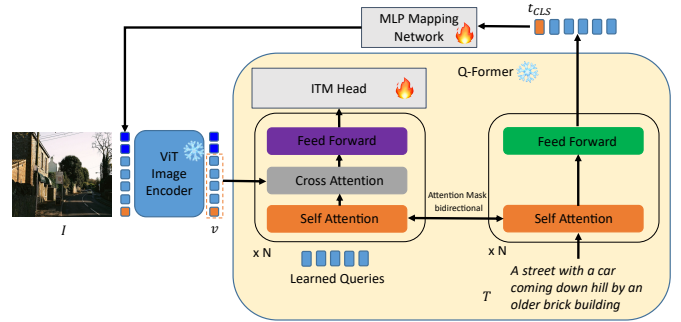 t_CLS
MLP Mapping
Network
Q-Former
ITM Head
Feed Forward
Feed Forward
ViT
Image
Encoder
Cross Attention
Attention Mask
bidirectional
Self Attention
Self Attention
I
v
x N
x N
Learned Queries
T
A street with a car
coming down hill by an
older brick building